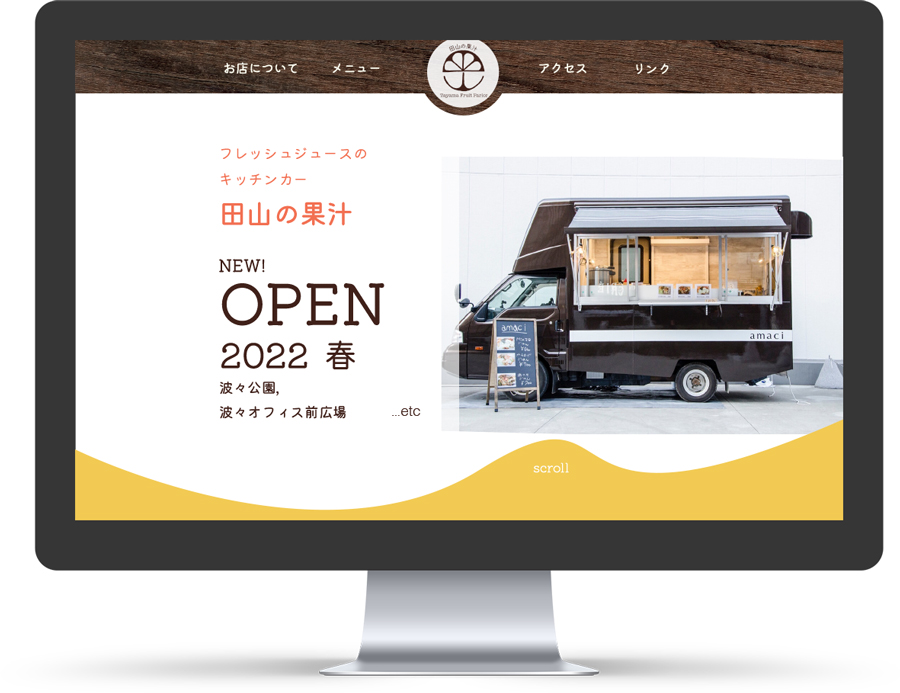 お店について
メニュー
田山の果汁
Tayama Fruit Parlor
アクセス
リンク
フレッシュジュースの
キッチンカー
田山の果汁
NEW!
OPEN
2022 春
波々公園,
波々オフィス前広場 ...etc
amaci
amaci
scroll